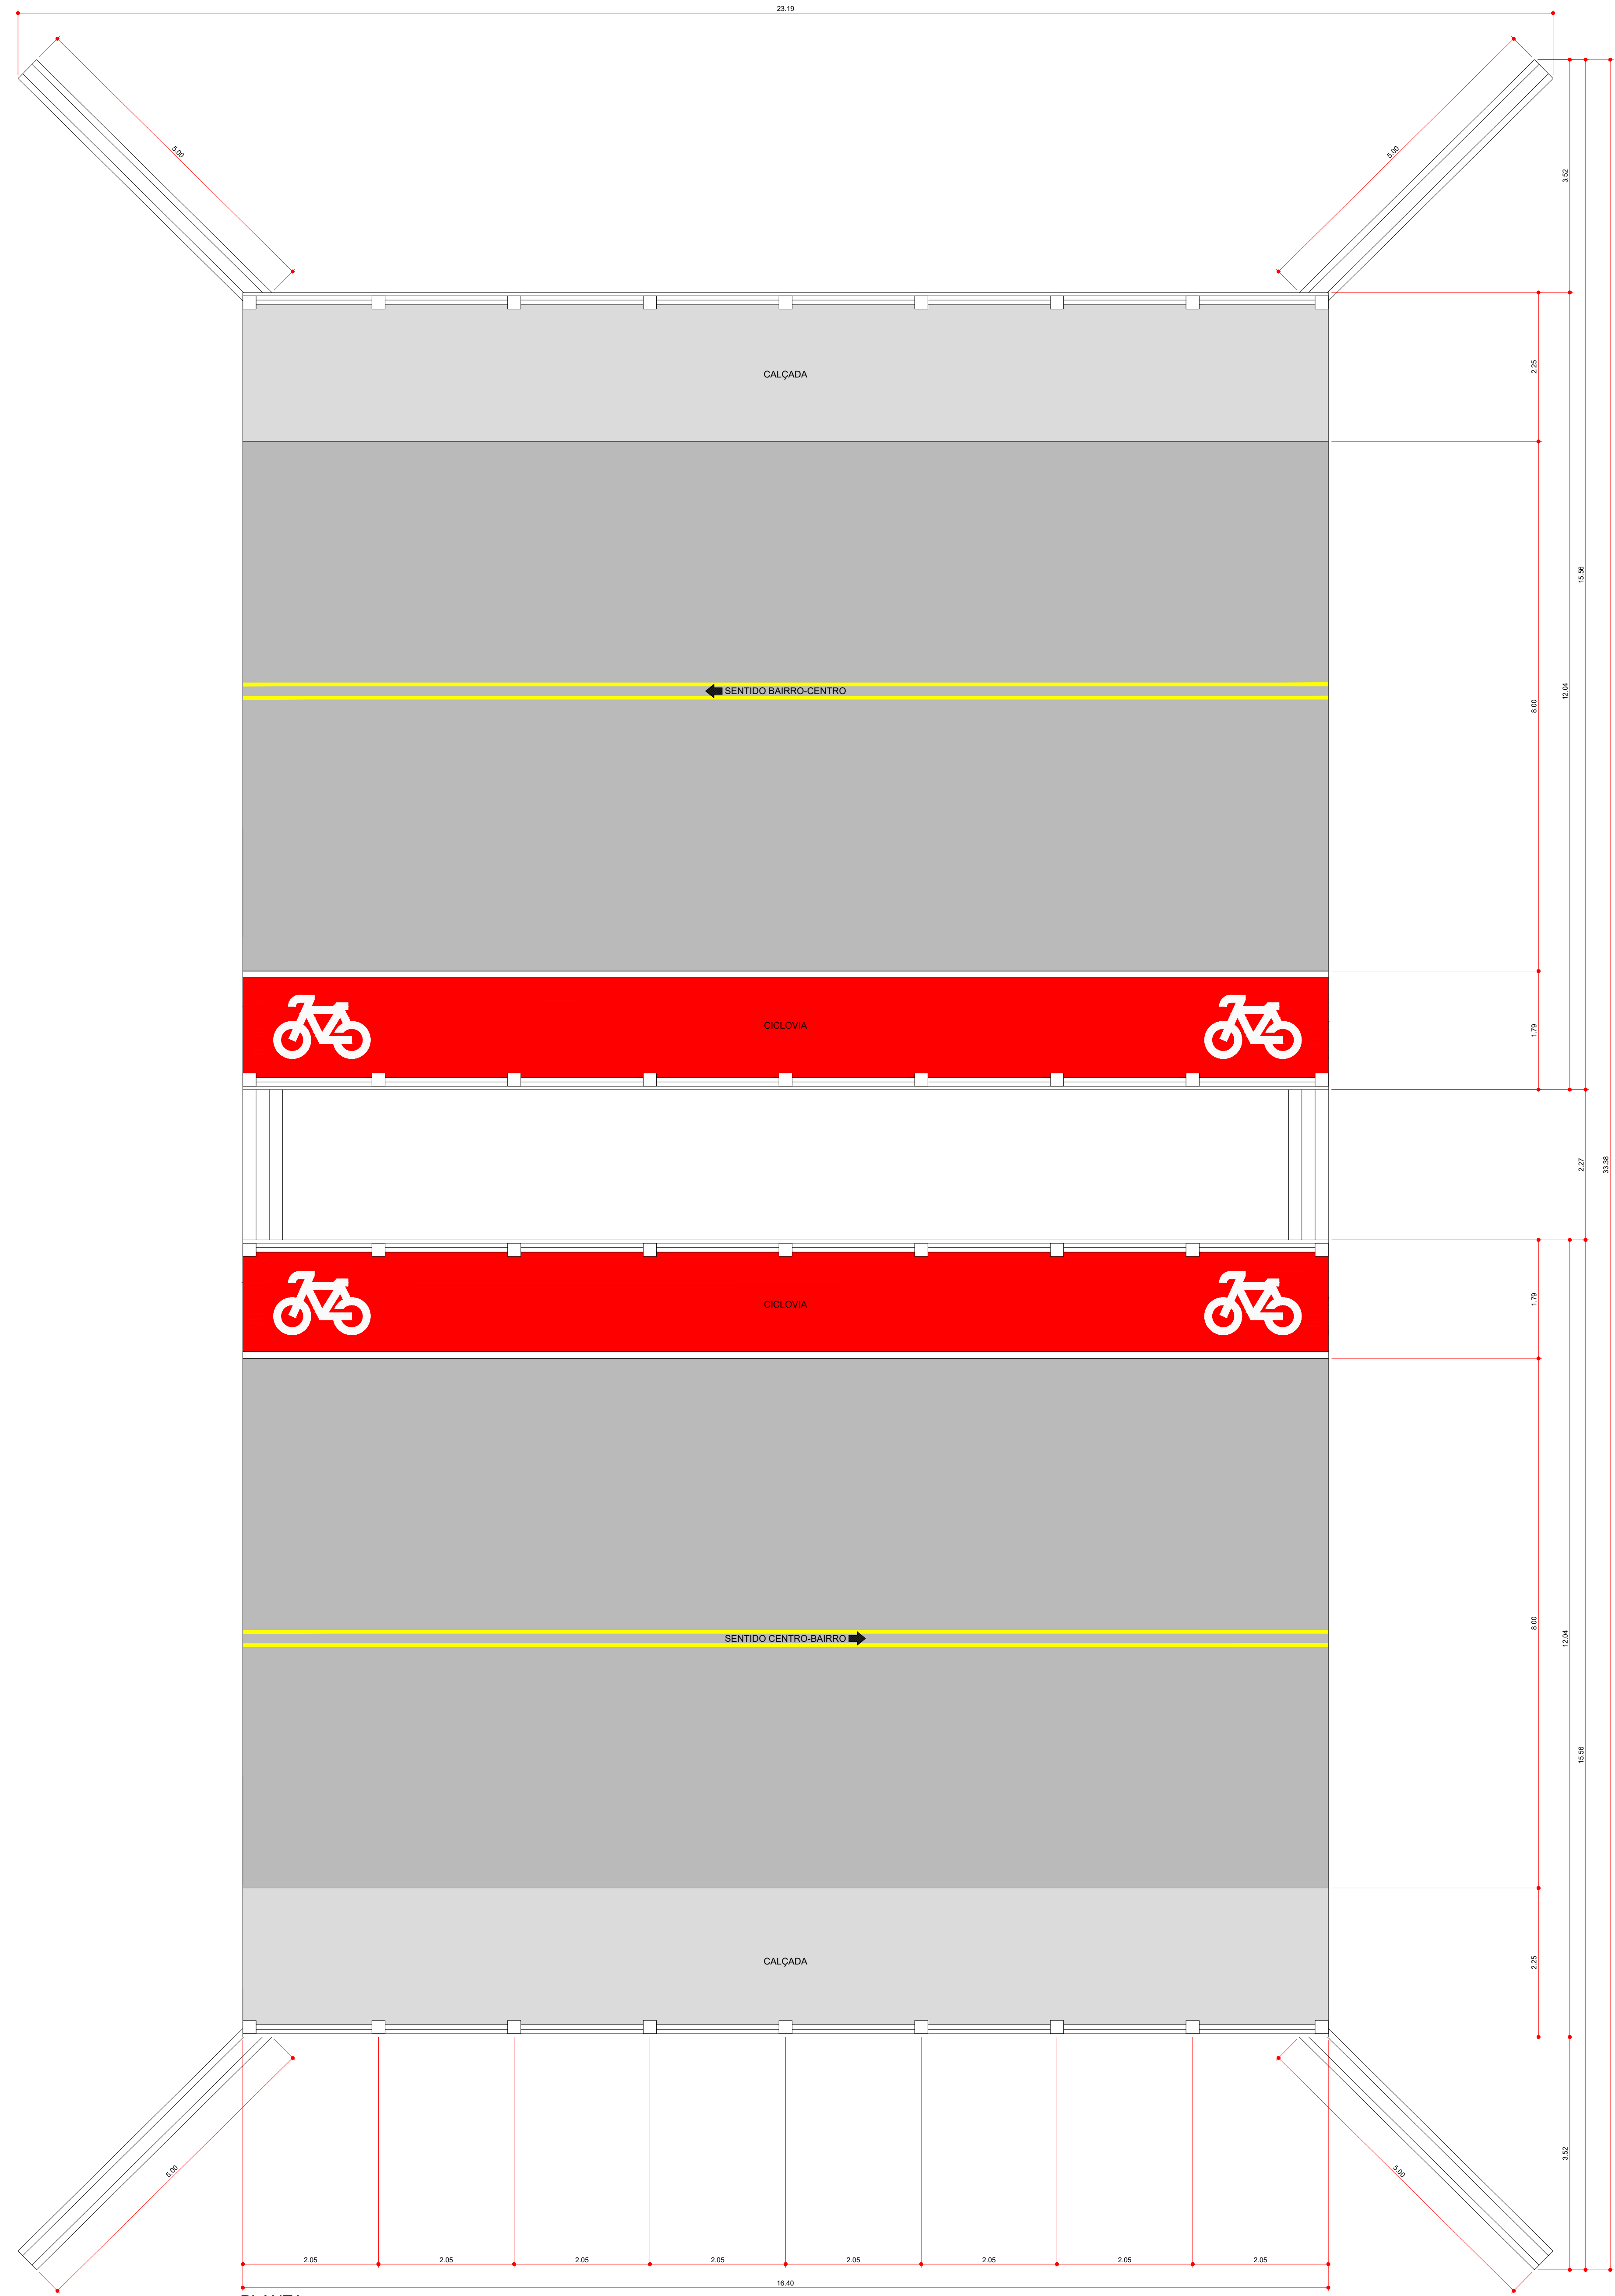 23.19
5.00
5.00
3.52
2.25
CALÇADA
15.56
SENTIDO BAIRRO-CENTRO
8.00
12.04
CICLOVIA
1.79
2.27
33.38
CICLOVIA
1.79
8.00
12.04
SENTIDO CENTRO-BAIRRO
15.56
CALÇADA
2.25
3.52
5.00
5.00
2.05 2.05 2.05 2.05 2.05 2.05 2.05 2.05
16.40